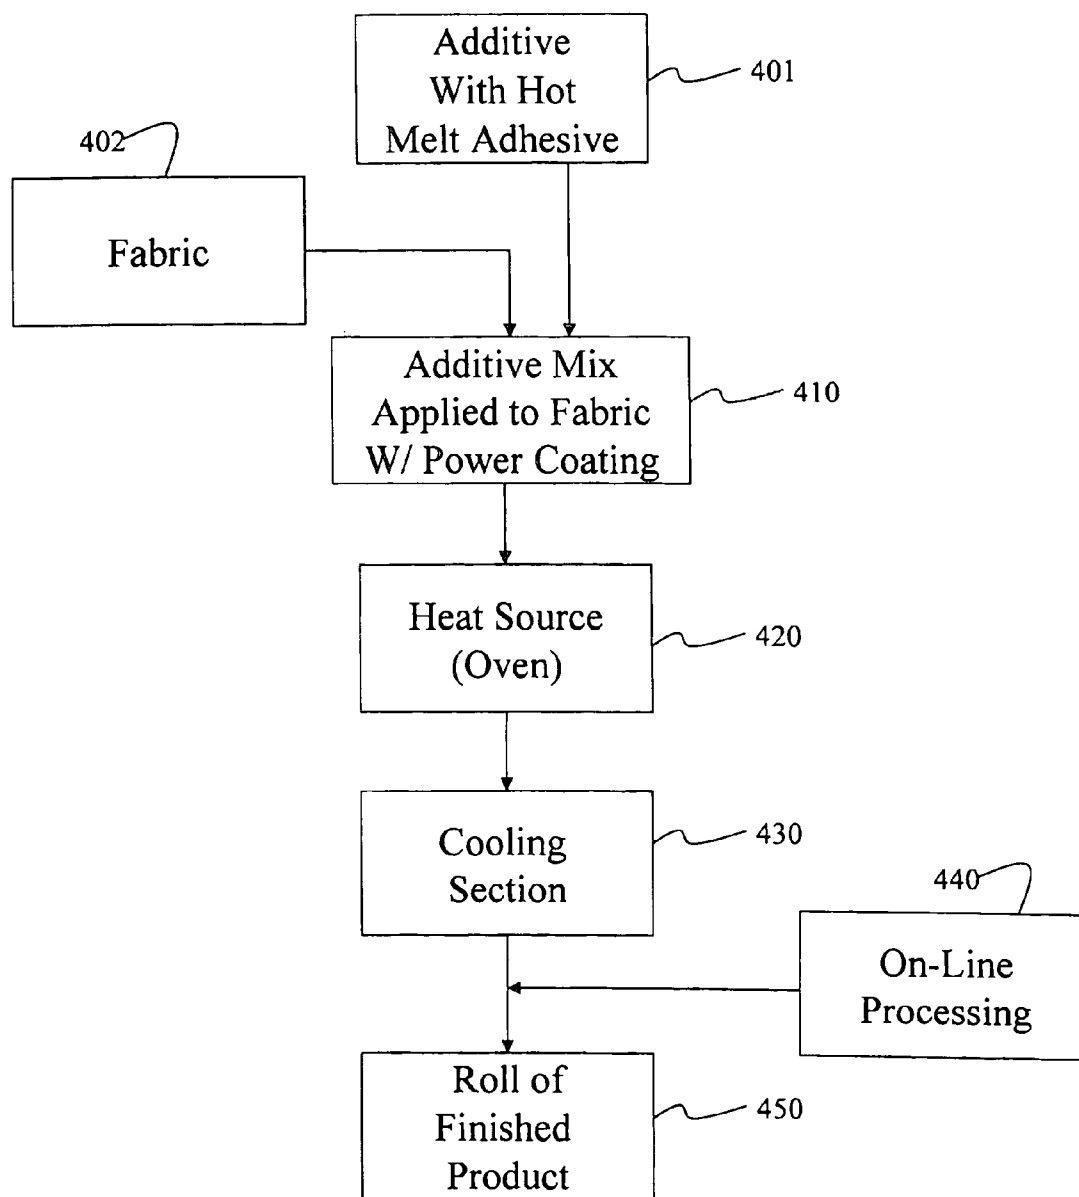 Additive
With Hot
Melt Adhesive
401
402
Fabric
Additive Mix
Applied to Fabric
W/ Power Coating
410
Heat Source
(Oven)
420
Cooling
Section
430
440
On-Line
Processing
Roll of
Finished
Product
450